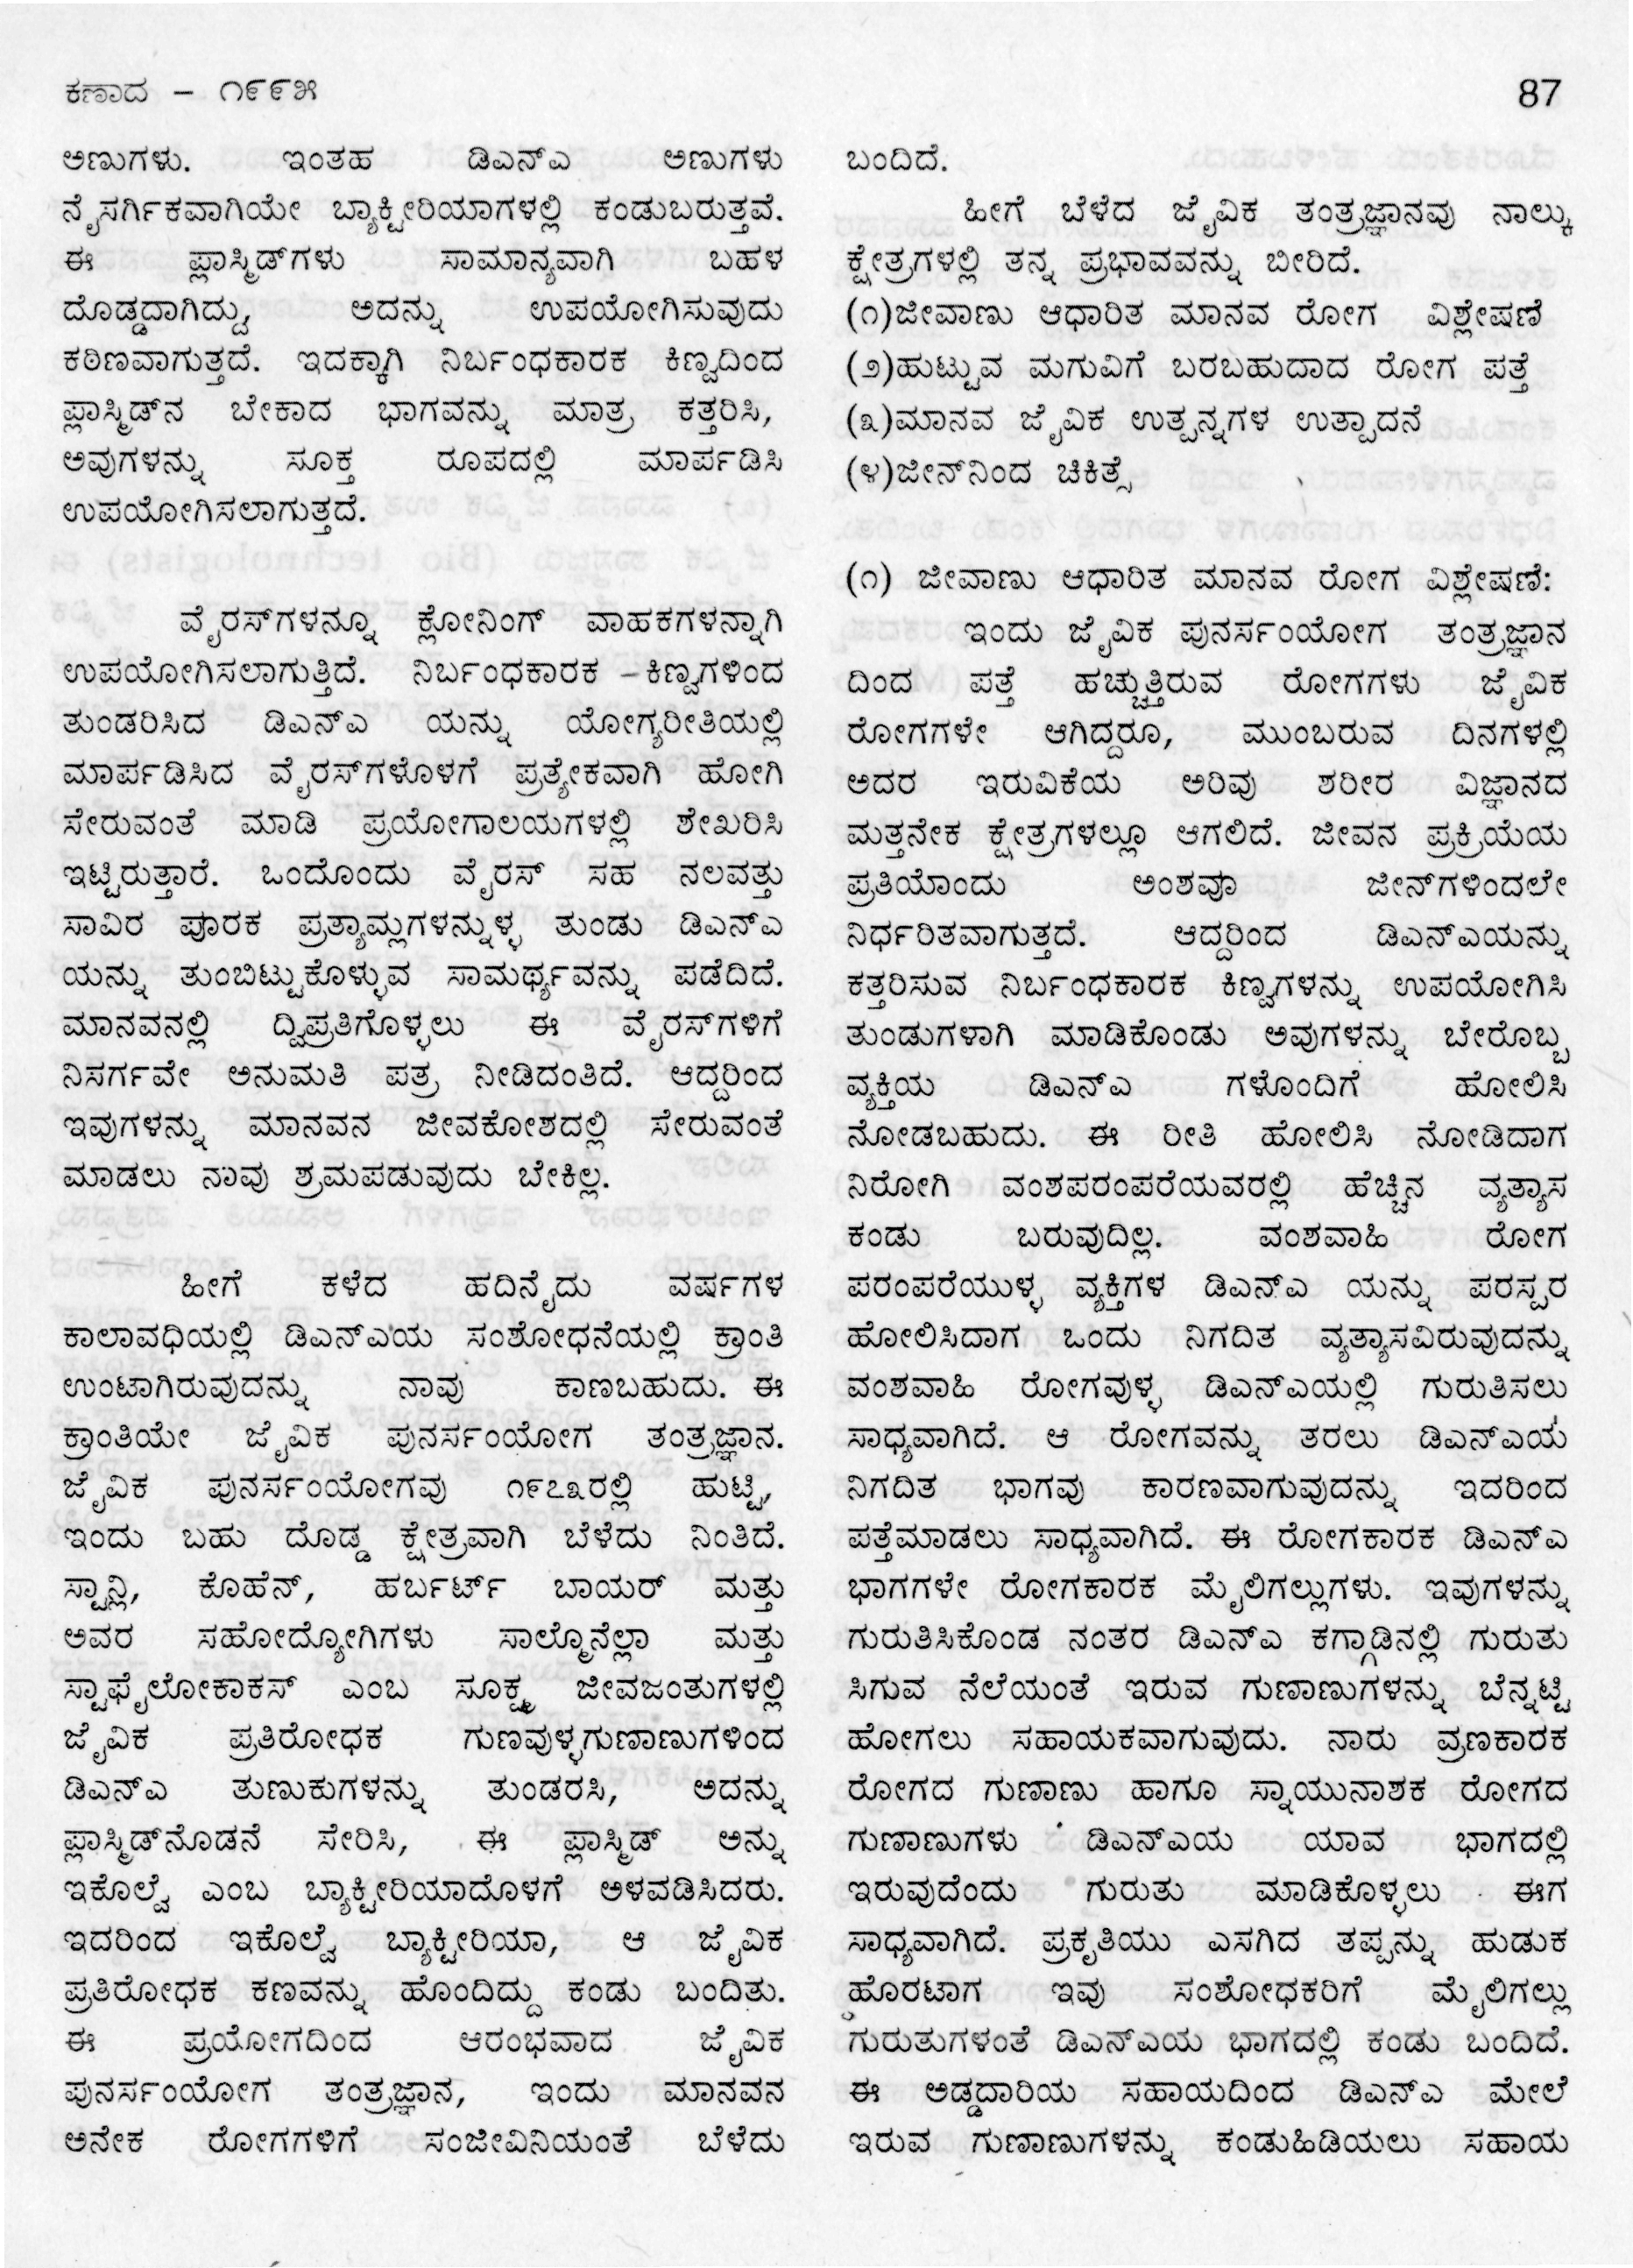 ಕಣಾದ – ೧೯೯೫
87
ಅಣುಗಳು. ಇಂತಹ ಡಿಎನ್ಎ ಅಣುಗಳು
ನೈಸರ್ಗಿಕವಾಗಿಯೇ ಬ್ಯಾಕ್ಟೀರಿಯಾಗಳಲ್ಲಿ ಕಂಡುಬರುತ್ತವೆ.
ಈ ಪ್ಲಾಸ್ಮಿಡ್‌ಗಳು ಸಾಮಾನ್ಯವಾಗಿ ಬಹಳ
ದೊಡ್ಡದಾಗಿದ್ದು, ಅದನ್ನು ಉಪಯೋಗಿಸುವುದು
ಕಠಿಣವಾಗುತ್ತದೆ. ಇದಕ್ಕಾಗಿ ನಿರ್ಬಂಧಕಾರಕ ಕಿಣ್ವದಿಂದ
ಪ್ಲಾಸ್ಮಿಡ್‌ನ ಬೇಕಾದ ಭಾಗವನ್ನು ಮಾತ್ರ ಕತ್ತರಿಸಿ,
ಅವುಗಳನ್ನು ಸೂಕ್ತ ರೂಪದಲ್ಲಿ ಮಾರ್ಪಡಿಸಿ
ಉಪಯೋಗಿಸಲಾಗುತ್ತದೆ.
ವೈರಸ್‌ಗಳನ್ನೂ ಕ್ಲೋನಿಂಗ್ ವಾಹಕಗಳನ್ನಾಗಿ
ಉಪಯೋಗಿಸಲಾಗುತ್ತಿದೆ. ನಿರ್ಬಂಧಕಾರಕ – ಕಿಣ್ವಗಳಿಂದ
ತುಂಡರಿಸಿದ ಡಿಎನ್ಎ ಯನ್ನು ಯೋಗ್ಯರೀತಿಯಲ್ಲಿ
ಮಾರ್ಪಡಿಸಿದ ವೈರಸ್‌ಗಳೊಳಗೆ ಪ್ರತ್ಯೇಕವಾಗಿ ಹೋಗಿ
ಸೇರುವಂತೆ ಮಾಡಿ ಪ್ರಯೋಗಾಲಯಗಳಲ್ಲಿ ಶೇಖರಿಸಿ
ಇಟ್ಟಿರುತ್ತಾರೆ. ಒಂದೊಂದು ವೈರಸ್ ಸಹ ನಲವತ್ತು
ಸಾವಿರ ಪೂರಕ ಪ್ರತ್ಯಾಮ್ಲಗಳನ್ನುಳ್ಳ ತುಂಡು ಡಿಎನ್ಎ
ಯನ್ನು ತುಂಬಿಟ್ಟುಕೊಳ್ಳುವ ಸಾಮರ್ಥ್ಯವನ್ನು ಪಡೆದಿದೆ.
ಮಾನವನಲ್ಲಿ ದ್ವಿಪ್ರತಿಗೊಳ್ಳಲು ಈ ವೈರಸ್‌ಗಳಿಗೆ
ನಿಸರ್ಗವೇ ಅನುಮತಿ ಪತ್ರ ನೀಡಿದಂತಿದೆ. ಆದ್ದರಿಂದ
ಇವುಗಳನ್ನು ಮಾನವನ ಜೀವಕೋಶದಲ್ಲಿ ಸೇರುವಂತೆ
ಮಾಡಲು ನಾವು ಶ್ರಮಪಡುವುದು ಬೇಕಿಲ್ಲ.
ಹೀಗೆ ಕಳೆದ ಹದಿನೈದು ವರ್ಷಗಳ
ಕಾಲಾವಧಿಯಲ್ಲಿ ಡಿಎನ್ಎಯ ಸಂಶೋಧನೆಯಲ್ಲಿ ಕ್ರಾಂತಿ
ಉಂಟಾಗಿರುವುದನ್ನು ನಾವು ಕಾಣಬಹುದು. ಈ
ಕ್ರಾಂತಿಯೇ ಜೈವಿಕ ಪುನರ್ಸಂಯೋಗ ತಂತ್ರಜ್ಞಾನ.
ಜೈವಿಕ ಪುನರ್ಸಂಯೋಗವು ೧೯೭೩ರಲ್ಲಿ ಹುಟ್ಟಿ,
ಇಂದು ಬಹು ದೊಡ್ಡ ಕ್ಷೇತ್ರವಾಗಿ ಬೆಳೆದು ನಿಂತಿದೆ.
ಸ್ಟಾನ್ಲಿ, ಕೊಹೆನ್, ಹರ್ಬರ್ಟ್ ಬಾಯರ್ ಮತ್ತು
ಅವರ ಸಹೋದ್ಯೋಗಿಗಳು ಸಾಲ್ಮೊನೆಲ್ಲಾ ಮತ್ತು
ಸ್ಟಾಫೈಲೋಕಾಕಸ್ ಎಂಬ ಸೂಕ್ಷ್ಮ ಜೀವಜಂತುಗಳಲ್ಲಿ
ಜೈವಿಕ ಪ್ರತಿರೋಧಕ ಗುಣವುಳ್ಳಗುಣಾಣುಗಳಿಂದ
ಡಿಎನ್ಎ ತುಣುಕುಗಳನ್ನು ತುಂಡರಸಿ, ಅದನ್ನು
ಪ್ಲಾಸ್ಮಿಡ್‌ನೊಡನೆ ಸೇರಿಸಿ, ಈ ಪ್ಲಾಸ್ಮಿಡ್ ಅನ್ನು
ಇಕೊಲೈ ಎಂಬ ಬ್ಯಾಕ್ಟೀರಿಯಾದೊಳಗೆ ಅಳವಡಿಸಿದರು.
ಇದರಿಂದ ಇಕೊಲೈ ಬ್ಯಾಕ್ಟೀರಿಯಾ, ಆ ಜೈವಿಕ
ಪ್ರತಿರೋಧಕ ಕಣವನ್ನು ಹೊಂದಿದ್ದು ಕಂಡು ಬಂದಿತು.
ಈ ಪ್ರಯೋಗದಿಂದ ಆರಂಭವಾದ ಜೈವಿಕ
ಪುನರ್ಸಂಯೋಗ ತಂತ್ರಜ್ಞಾನ, ಇಂದು ಮಾನವನ
ಅನೇಕ ರೋಗಗಳಿಗೆ ಸಂಜೀವಿನಿಯಂತೆ ಬೆಳೆದು
ಬಂದಿದೆ.
ಹೀಗೆ ಬೆಳೆದ ಜೈವಿಕ ತಂತ್ರಜ್ಞಾನವು ನಾಲ್ಕು
ಕ್ಷೇತ್ರಗಳಲ್ಲಿ ತನ್ನ ಪ್ರಭಾವವನ್ನು ಬೀರಿದೆ.
(೧)ಜೀವಾಣು ಆಧಾರಿತ ಮಾನವ ರೋಗ ವಿಶ್ಲೇಷಣೆ
(೨)ಹುಟ್ಟುವ ಮಗುವಿಗೆ ಬರಬಹುದಾದ ರೋಗ ಪತ್ತೆ
(೩)ಮಾನವ ಜೈವಿಕ ಉತ್ಪನ್ನಗಳ ಉತ್ಪಾದನೆ
(೪)ಜೀನ್‌ನಿಂದ ಚಿಕಿತ್ಸೆ
(೧) ಜೀವಾಣು ಆಧಾರಿತ ಮಾನವ ರೋಗ ವಿಶ್ಲೇಷಣೆ:
ಇಂದು ಜೈವಿಕ ಪುನರ್ಸಂಯೋಗ ತಂತ್ರಜ್ಞಾನ
ದಿಂದ ಪತ್ತೆ ಹಚ್ಚುತ್ತಿರುವ ರೋಗಗಳು ಜೈವಿಕ
ರೋಗಗಳೇ ಆಗಿದ್ದರೂ, ಮುಂಬರುವ ದಿನಗಳಲ್ಲಿ
ಅದರ ಇರುವಿಕೆಯ ಅರಿವು ಶರೀರ ವಿಜ್ಞಾನದ
ಮತ್ತನೇಕ ಕ್ಷೇತ್ರಗಳಲ್ಲೂ ಆಗಲಿದೆ. ಜೀವನ ಪ್ರಕ್ರಿಯೆಯ
ಪ್ರತಿಯೊಂದು ಅಂಶವೂ ಜೀನ್‌ಗಳಿಂದಲೇ
ನಿರ್ಧರಿತವಾಗುತ್ತದೆ. ಆದ್ದರಿಂದ ಡಿಎನ್ಎಯನ್ನು
ಕತ್ತರಿಸುವ ನಿರ್ಬಂಧಕಾರಕ ಕಿಣ್ವಗಳನ್ನು ಉಪಯೋಗಿಸಿ
ತುಂಡುಗಳಾಗಿ ಮಾಡಿಕೊಂಡು ಅವುಗಳನ್ನು ಬೇರೊಬ್ಬ
ವ್ಯಕ್ತಿಯ ಡಿಎನ್ಎ ಗಳೊಂದಿಗೆ ಹೋಲಿಸಿ
ನೋಡಬಹುದು. ಈ ರೀತಿ ಹೋಲಿಸಿ ನೋಡಿದಾಗ
ನಿರೋಗಿ ವಂಶಪರಂಪರೆಯವರಲ್ಲಿ ಹೆಚ್ಚಿನ ವ್ಯತ್ಯಾಸ
ಕಂಡು ಬರುವುದಿಲ್ಲ. ವಂಶವಾಹಿ ರೋಗ
ಪರಂಪರೆಯುಳ್ಳ ವ್ಯಕ್ತಿಗಳ ಡಿಎನ್ಎ ಯನ್ನು ಪರಸ್ಪರ
ಹೋಲಿಸಿದಾಗ ಒಂದು ನಿಗದಿತ ವ್ಯತ್ಯಾಸವಿರುವುದನ್ನು
ವಂಶವಾಹಿ ರೋಗವುಳ್ಳ ಡಿಎನ್ಎಯಲ್ಲಿ ಗುರುತಿಸಲು
ಸಾಧ್ಯವಾಗಿದೆ. ಆ ರೋಗವನ್ನು ತರಲು ಡಿಎನ್ಎಯ
ನಿಗದಿತ ಭಾಗವು ಕಾರಣವಾಗುವುದನ್ನು ಇದರಿಂದ
ಪತ್ತೆಮಾಡಲು ಸಾಧ್ಯವಾಗಿದೆ. ಈ ರೋಗಕಾರಕ ಡಿಎನ್ಎ
ಭಾಗಗಳೇ ರೋಗಕಾರಕ ಮೈಲಿಗಲ್ಲುಗಳು. ಇವುಗಳನ್ನು
ಗುರುತಿಸಿಕೊಂಡ ನಂತರ ಡಿಎನ್ಎ ಕಗ್ಗಾಡಿನಲ್ಲಿ ಗುರುತು
ಸಿಗುವ ನೆಲೆಯಂತೆ ಇರುವ ಗುಣಾಣುಗಳನ್ನು ಬೆನ್ನಟ್ಟಿ
ಹೋಗಲು ಸಹಾಯಕವಾಗುವುದು. ನಾರು ವ್ರಣಕಾರಕ
ರೋಗದ ಗುಣಾಣು ಹಾಗೂ ಸ್ನಾಯುನಾಶಕ ರೋಗದ
ಗುಣಾಣುಗಳು ಡಿಎನ್ಎಯ ಯಾವ ಭಾಗದಲ್ಲಿ
ಇರುವುದೆಂದು ಗುರುತು ಮಾಡಿಕೊಳ್ಳಲು ಈಗ
ಸಾಧ್ಯವಾಗಿದೆ. ಪ್ರಕೃತಿಯು ಎಸಗಿದ ತಪ್ಪನ್ನು ಹುಡುಕ
ಹೊರಟಾಗ ಇವು ಸಂಶೋಧಕರಿಗೆ ಮೈಲಿಗಲ್ಲು
ಗುರುತುಗಳಂತೆ ಡಿಎನ್ಎಯ ಭಾಗದಲ್ಲಿ ಕಂಡು ಬಂದಿದೆ.
ಈ ಅಡ್ಡದಾರಿಯ ಸಹಾಯದಿಂದ ಡಿಎನ್ಎ ಮೇಲೆ
ಇರುವ ಗುಣಾಣುಗಳನ್ನು ಕಂಡುಹಿಡಿಯಲು ಸಹಾಯ